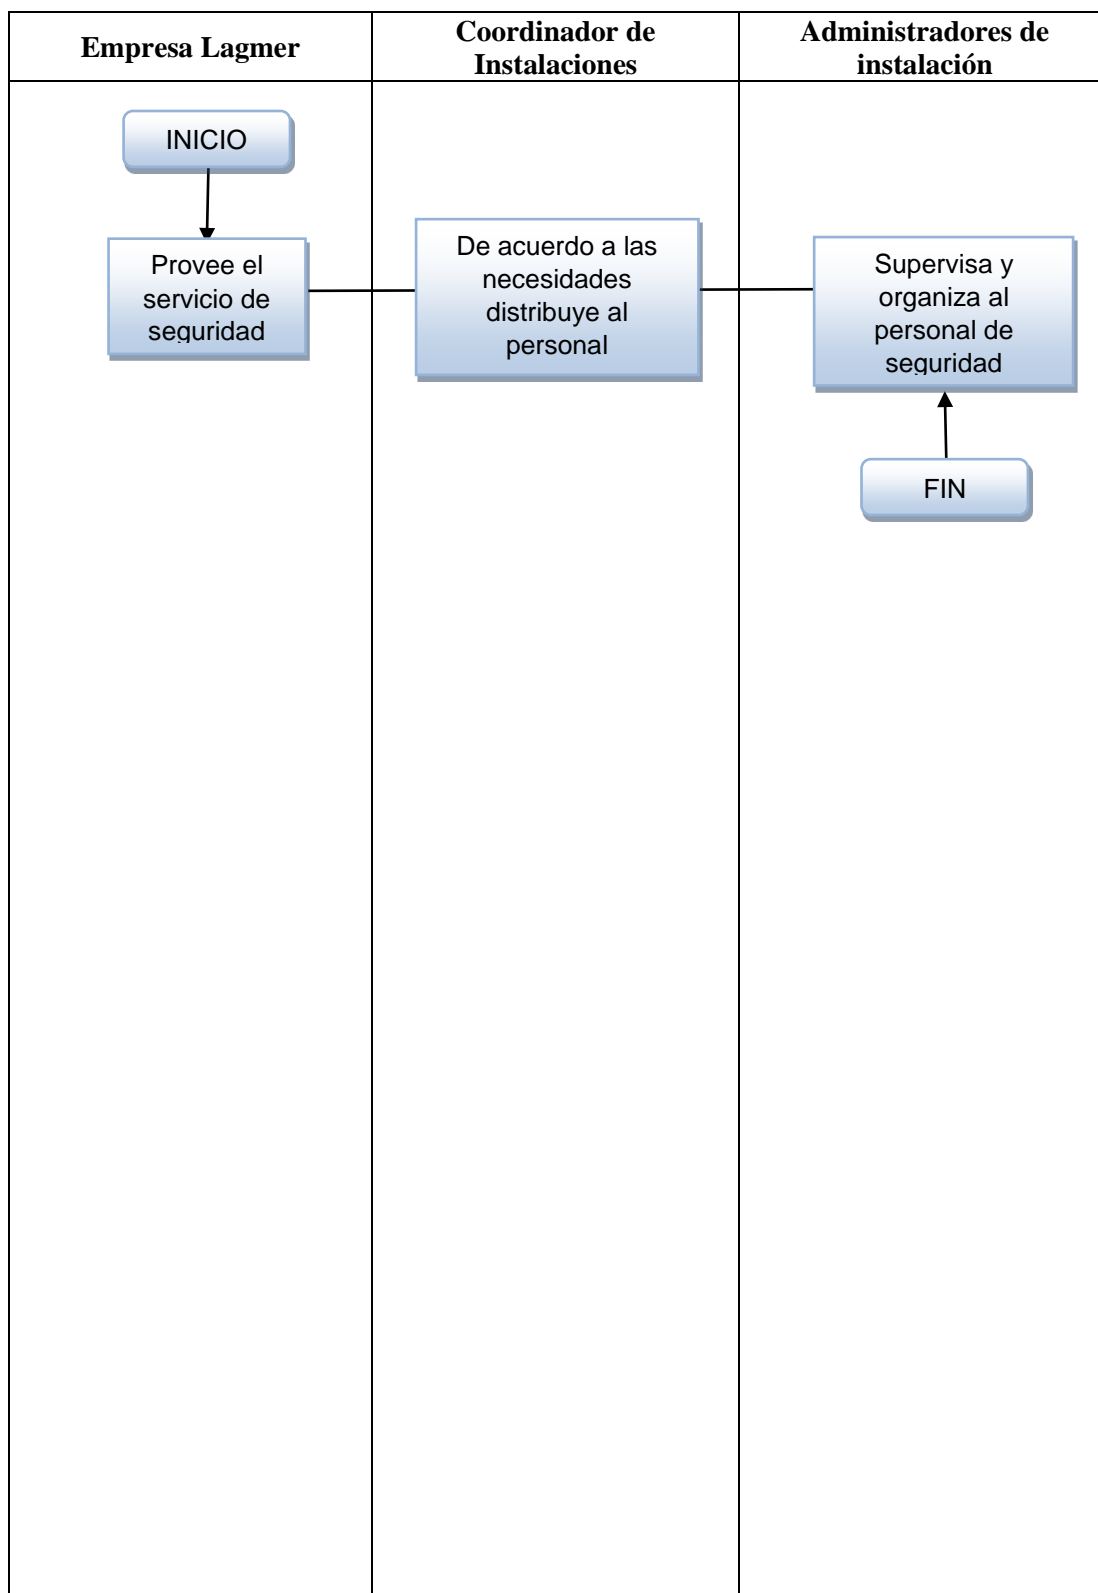 Empresa Lagmer
Coordinador de
Instalaciones
Administradores de
instalación
INICIO
Provee el
servicio de
seguridad
De acuerdo a las
necesidades
distribuye al
personal
Supervisa y
organiza al
personal de
seguridad
FIN